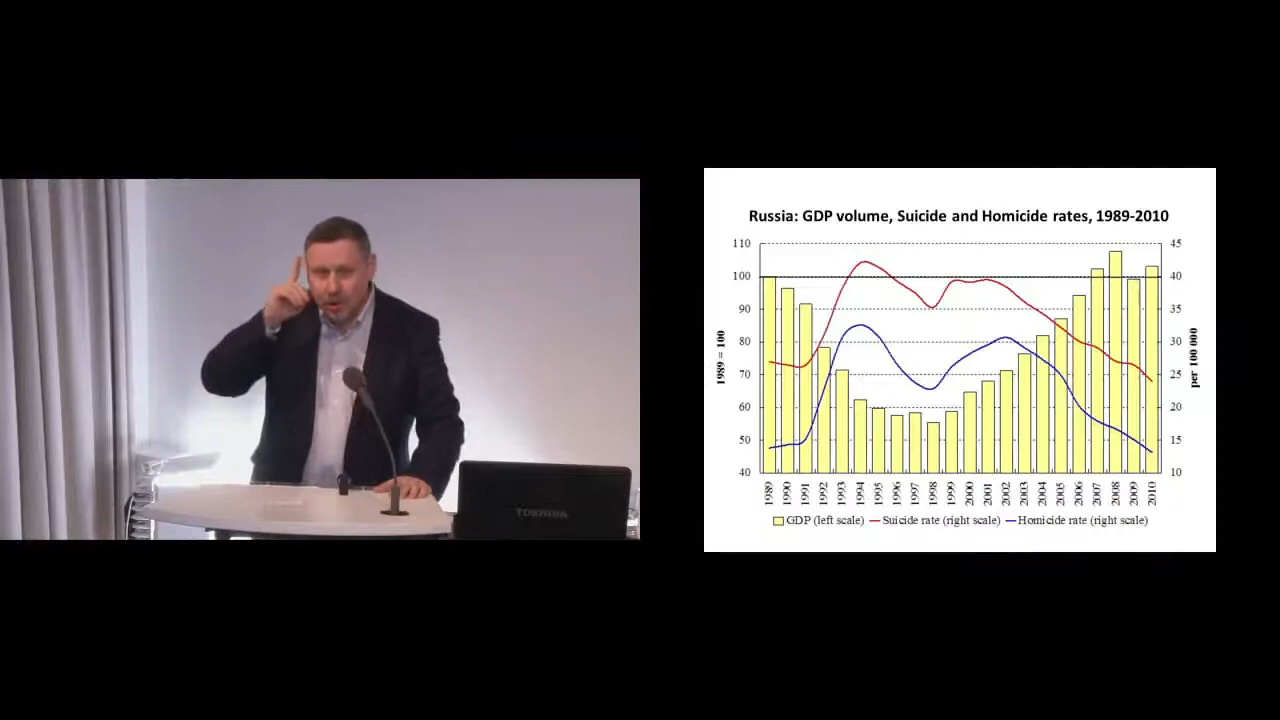 TOSHIBA
Russia: GDP volume, Suicide and Homicide rates, 1989-2010
110 45
100 40
90 35
80 30
70 25
60 20
50 15
40 10
1989 = 100
per 100 000
1989 1990 1991 1992 1993 1994 1995 1996 1997 1998 1999 2000 2001 2002 2003 2004 2005 2006 2007 2008 2009 2010
GDP (left scale) Suicide rate (right scale) Homicide rate (right scale)